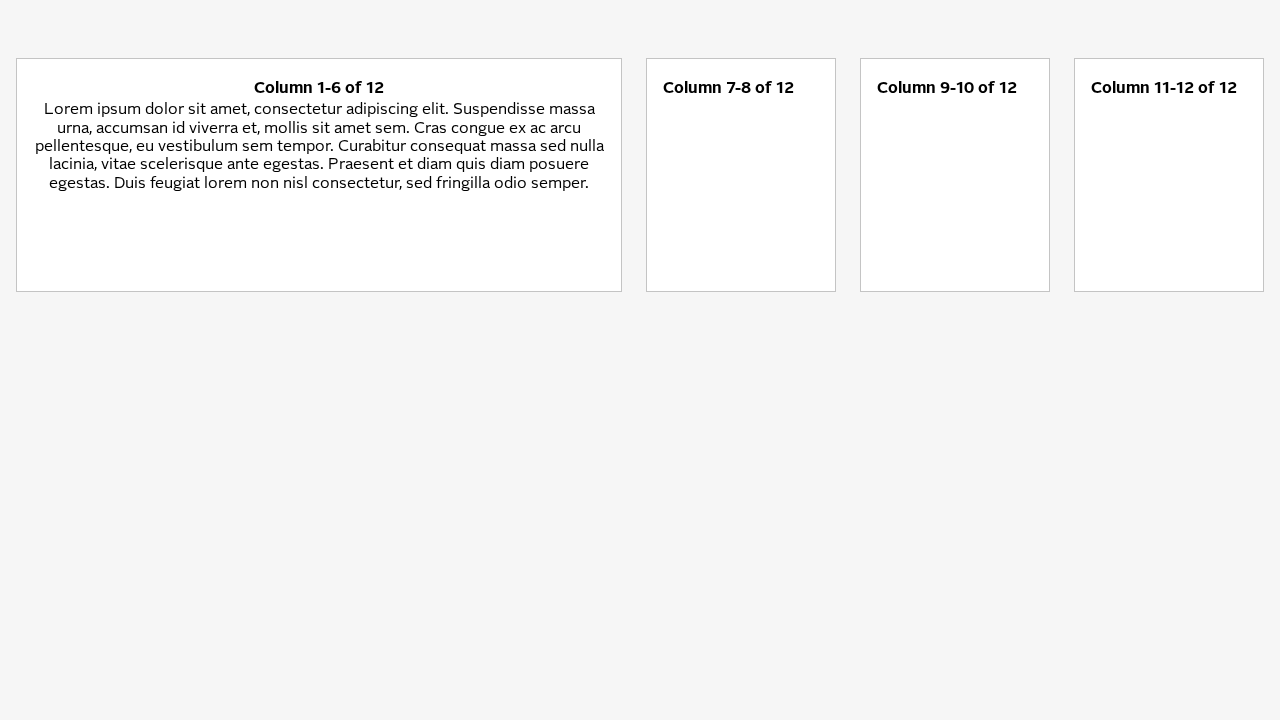 Column 1-6 of 12
Lorem ipsum dolor sit amet, consectetur adipiscing elit. Suspendisse massa
urna, accumsan id viverra et, mollis sit amet sem. Cras congue ex ac arcu
pellentesque, eu vestibulum sem tempor. Curabitur consequat massa sed nulla
lacinia, vitae scelerisque ante egestas. Praesent et diam quis diam posuere
egestas. Duis feugiat lorem non nisl consectetur, sed fringilla odio semper.
Column 7-8 of 12
Column 9-10 of 12
Column 11-12 of 12